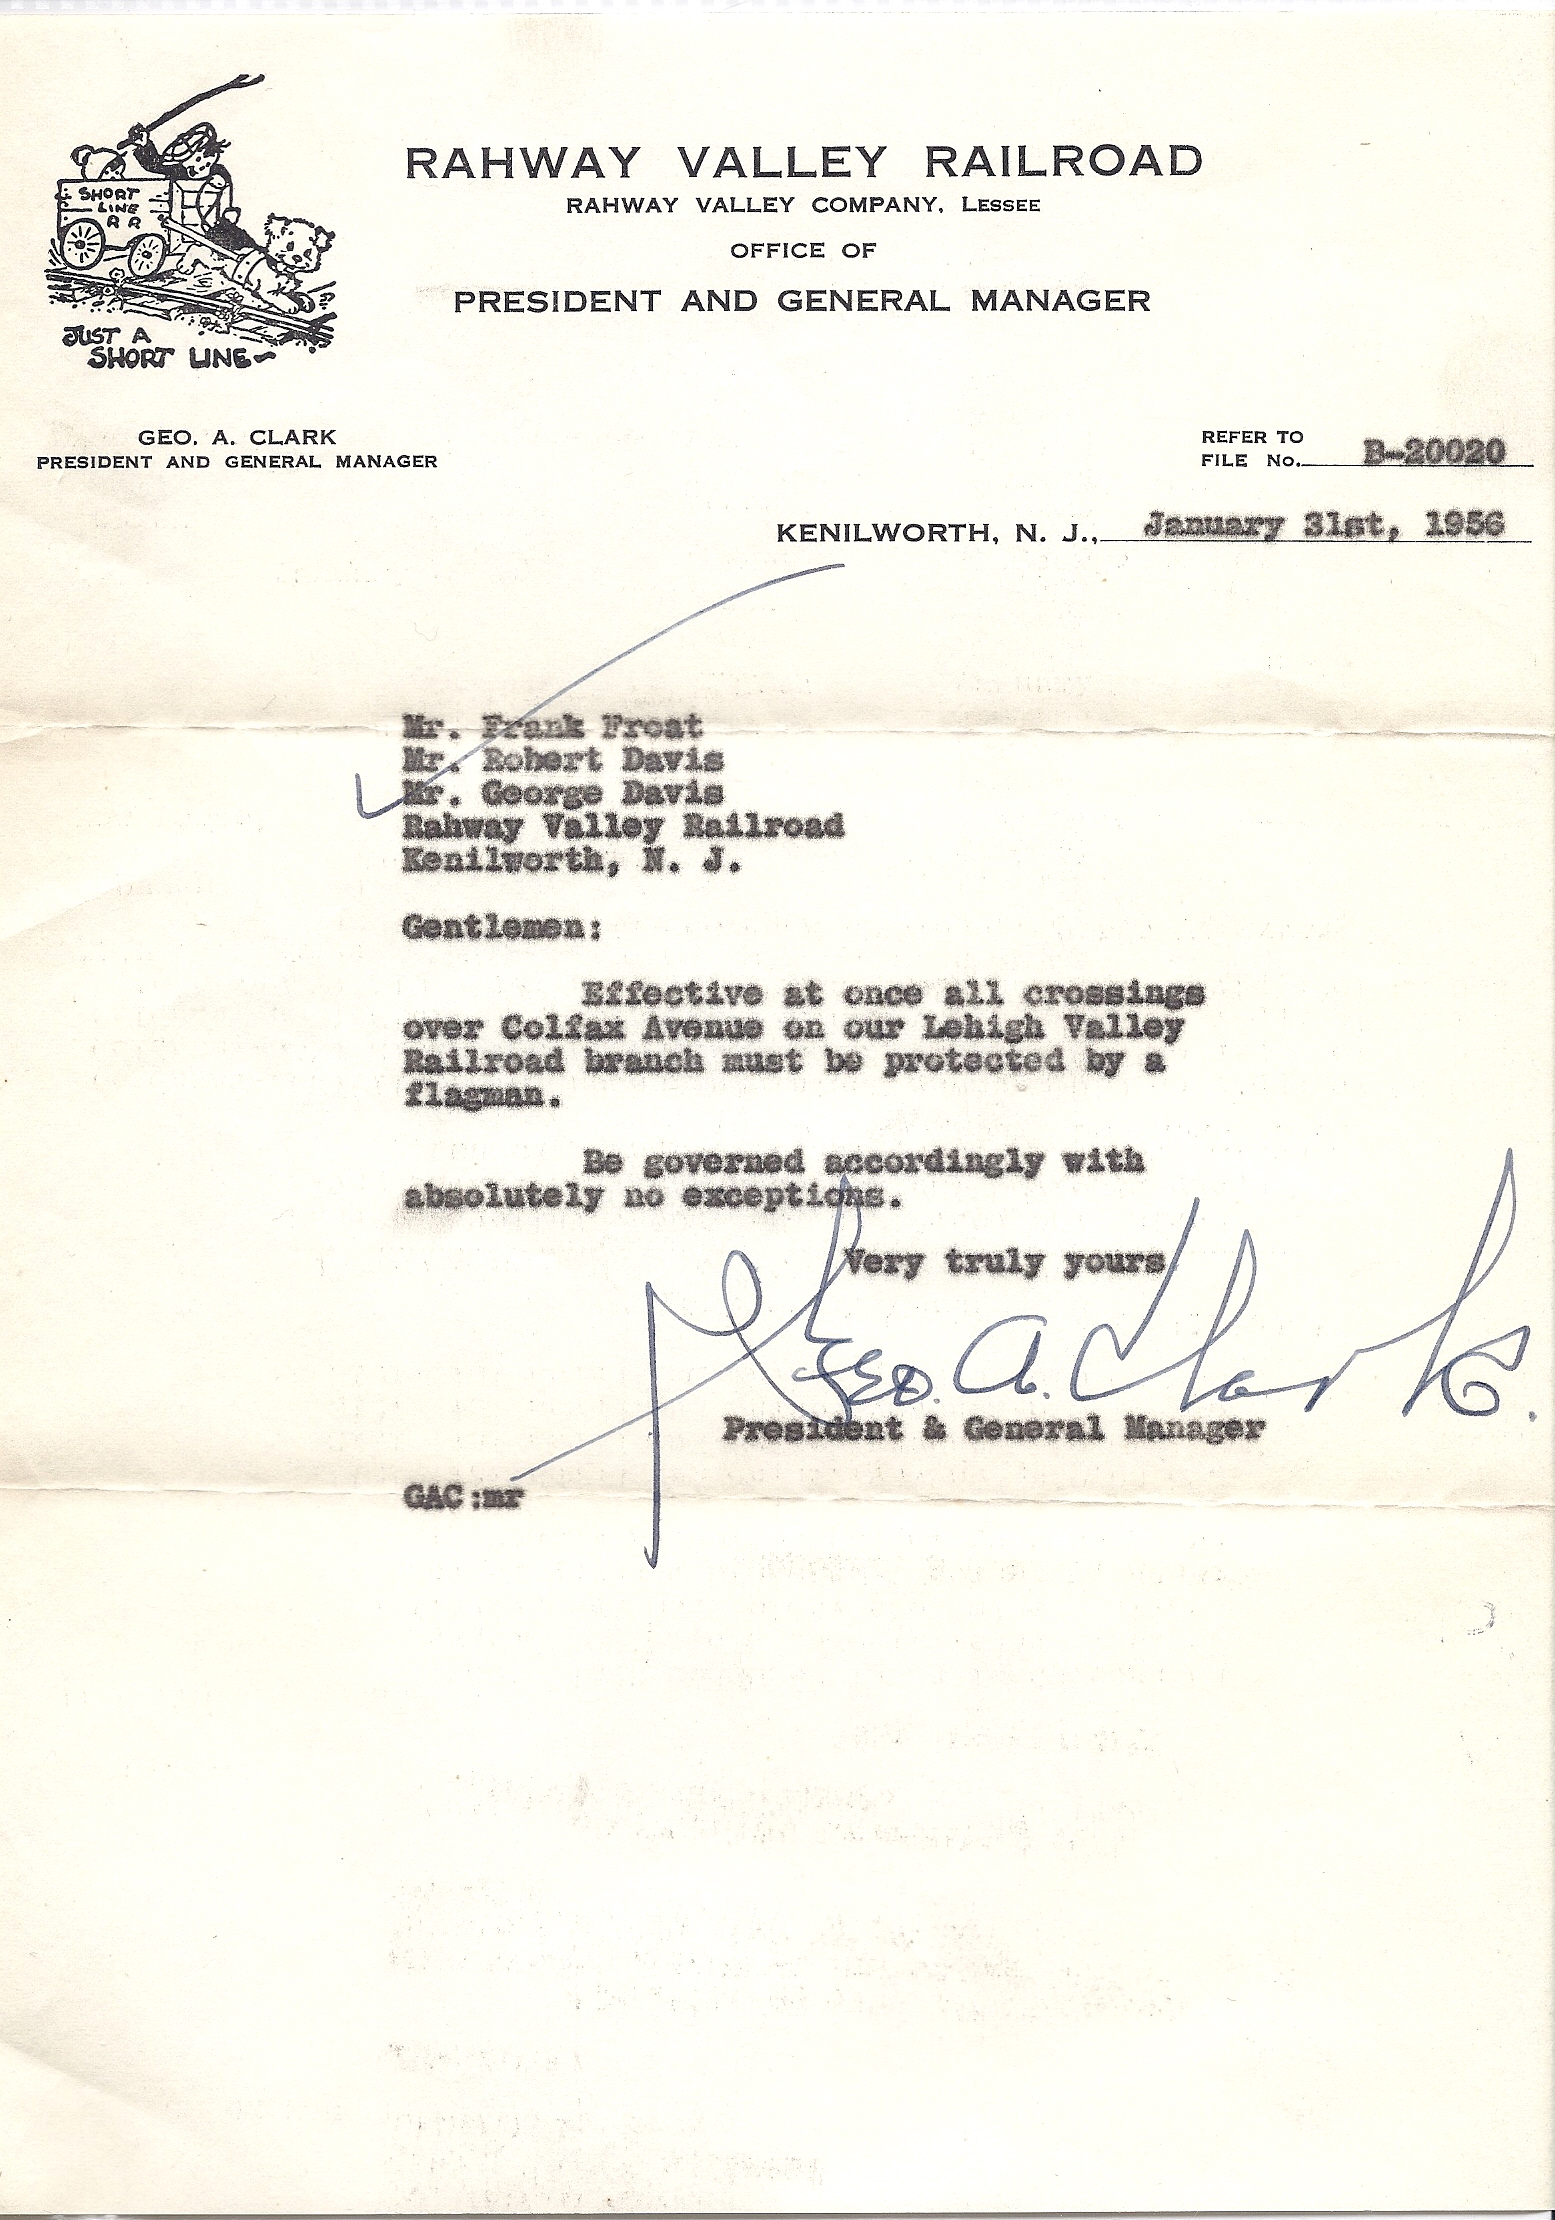 SHORT
LINE
R R
JUST A
SHORT LINE~
RAHWAY VALLEY RAILROAD
RAHWAY VALLEY COMPANY, Lessee
OFFICE OF
PRESIDENT AND GENERAL MANAGER
GEO. A. CLARK
PRESIDENT AND GENERAL MANAGER
REFER TO
FILE No. B-20020
KENILWORTH, N. J., January 31st, 1956
Mr. Frank Frost
Mr. Robert Davis
Mr. George Davis
Rahway Valley Railroad
Kenilworth, N. J.
Gentlemen:
Effective at once all crossings
over Colfax Avenue on our Lehigh Valley
Railroad branch must be protected by a
flagman.
Be governed accordingly with
absolutely no exceptions.
Very truly yours
Geo. A. Clark
President & General Manager
GAC:mr